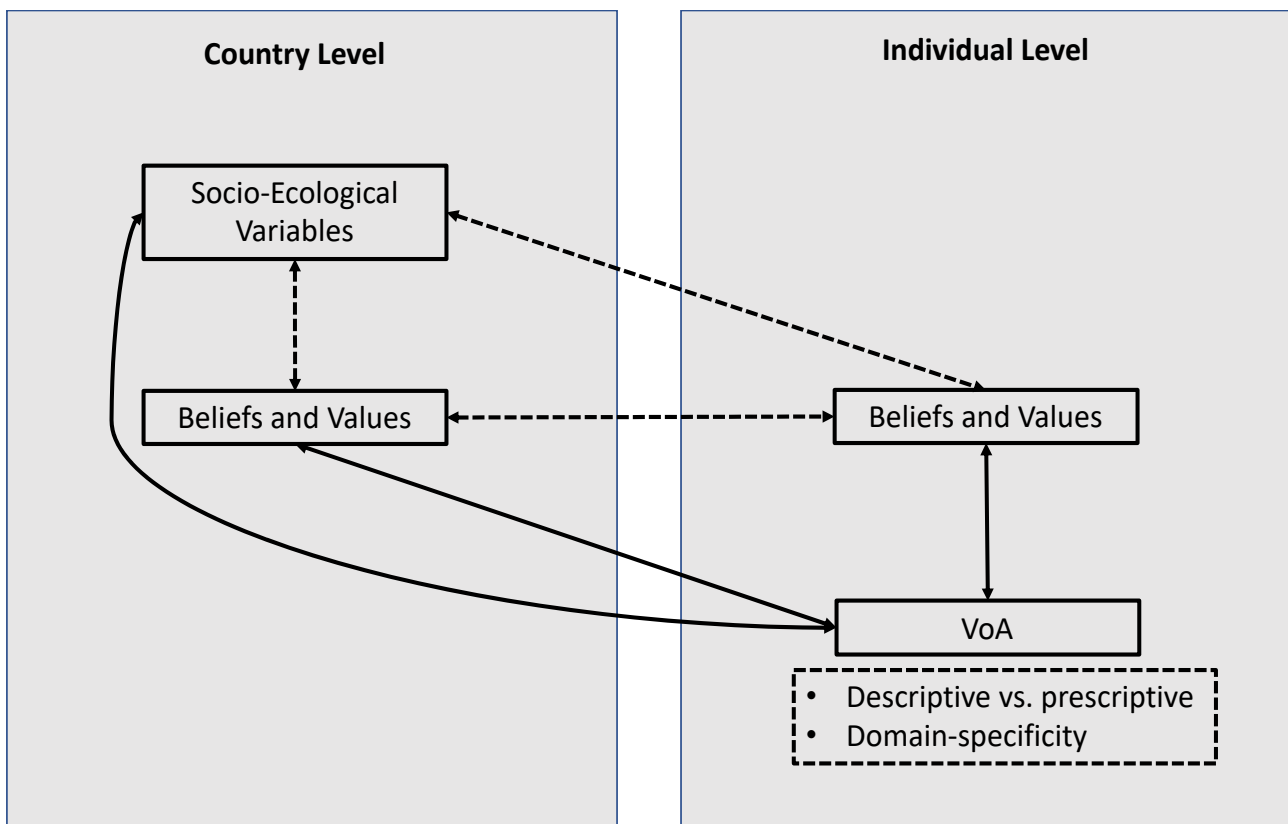 Country Level
Socio-Ecological
Variables
Beliefs and Values
Individual Level
Beliefs and Values
VoA
• Descriptive vs. prescriptive
• Domain-specificity